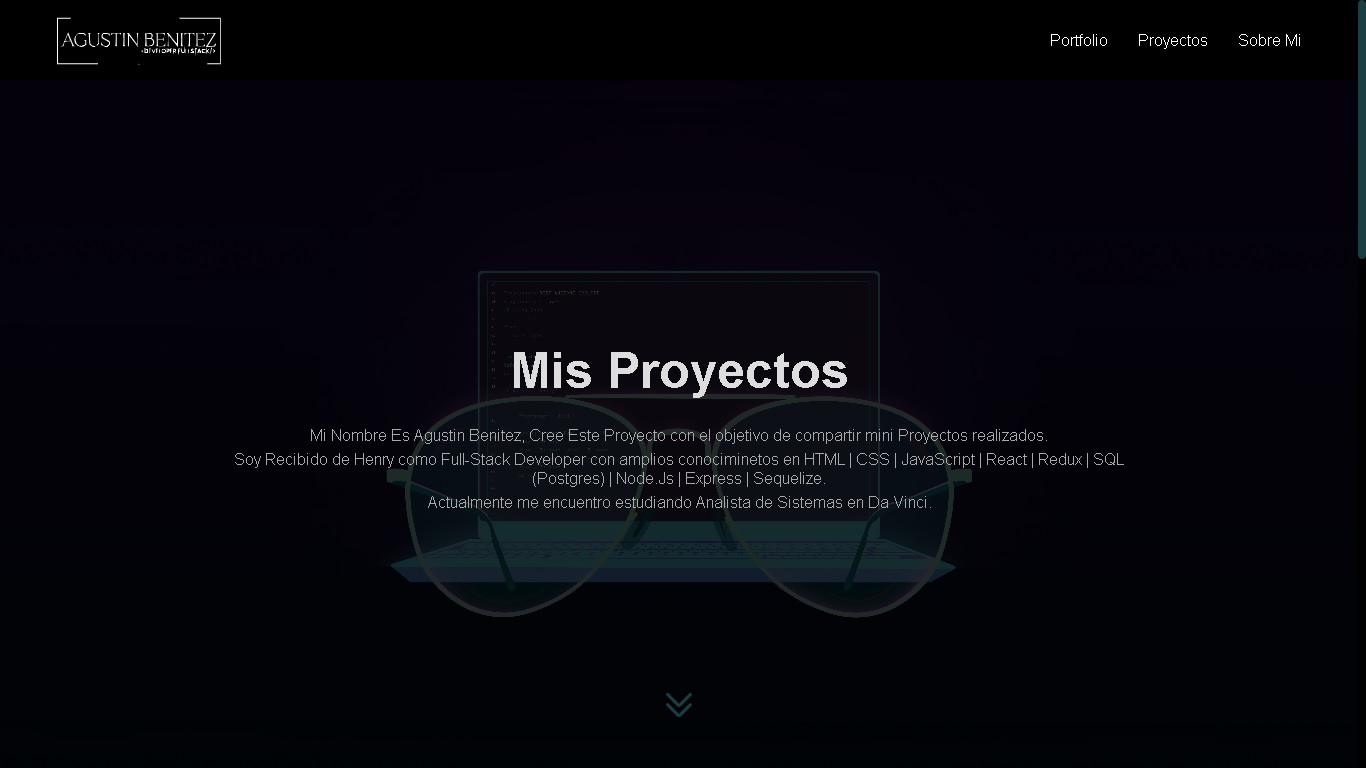 AGUSTIN BENITEZ
<DEVELOPER FULLSTACK/>
Portfolio
Proyectos
Sobre Mi
Mis Proyectos
Mi Nombre Es Agustin Benitez, Cree Este Proyecto con el objetivo de compartir mini Proyectos realizados.
Soy Recibido de Henry como Full-Stack Developer con amplios conociminetos en HTML | CSS | JavaScript | React | Redux | SQL
(Postgres) | Node.Js | Express | Sequelize.
Actualmente me encuentro estudiando Analista de Sistemas en Da Vinci.